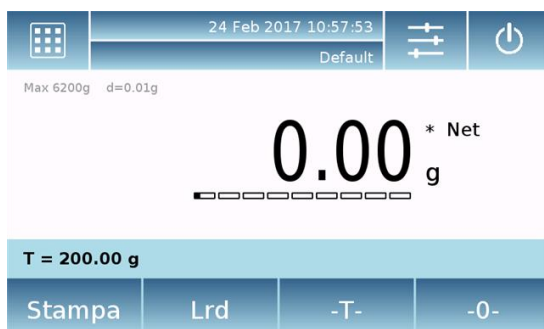 24 Feb 2017 10:57:53
Default
Max 6200g d=0.01g
0.00 * Net
g
T = 200.00 g
Stampa Lrd -T- -0-